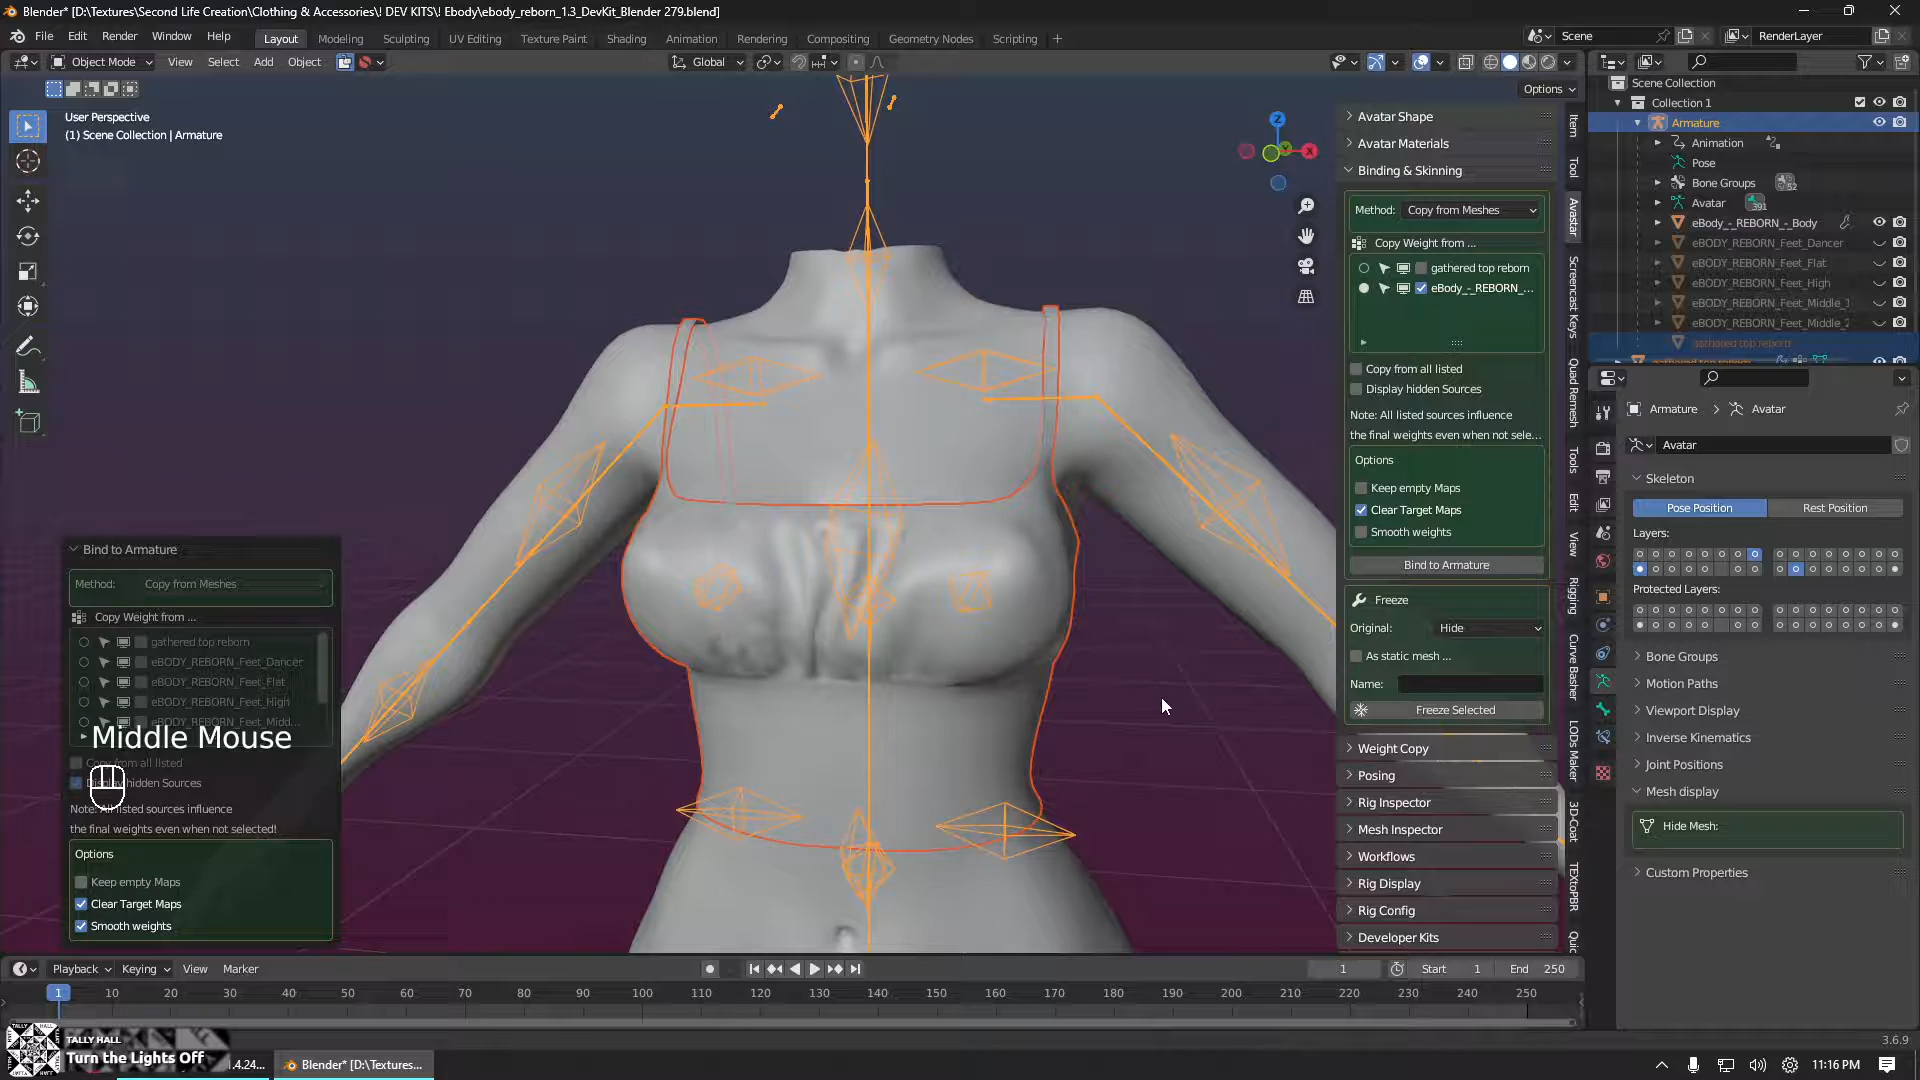 Blender* [D:\Textures\Second Life Creation\Clothing & Accessories\! DEV KITS\! Ebody\ebody_reborn_1.3_DevKit_Blender 279.blend]
File Edit Render Window Help Layout Modeling Sculpting UV Editing Texture Paint Shading Animation Rendering Compositing Geometry Nodes Scripting + Scene RenderLayer
Object Mode View Select Add Object Global
Options
User Perspective
(1) Scene Collection | Armature
Z
X
Avatar Shape
Avatar Materials
Binding & Skinning
Method: Copy from Meshes
Copy Weight from ...
gathered top reborn
eBody_-_REBORN_...
Copy from all listed
Display hidden Sources
Note: All listed sources influence
the final weights even when not sele...
Options
Keep empty Maps
Clear Target Maps
Smooth weights
Bind to Armature
Freeze
Original: Hide
As static mesh ...
Name:
Freeze Selected
Weight Copy
Posing
Rig Inspector
Mesh Inspector
Workflows
Rig Display
Rig Config
Developer Kits
Item
Tool
Avastar
Screencast Keys
Quad Remesh
Tools
Edit
View
Rigging
Curve Basher
LODs Maker
3D-Coat
TEXtoPBR
Quic
Scene Collection
Collection 1
Armature
Animation
Pose
Bone Groups 52
Avatar 391
eBody_-_REBORN_-_Body
eBODY_REBORN_Feet_Dancer
eBODY_REBORN_Feet_Flat
eBODY_REBORN_Feet_High
eBODY_REBORN_Feet_Middle_1
eBODY_REBORN_Feet_Middle_
gathered top reborn
gathered top reborn
Armature > Avatar
Avatar
Skeleton
Pose Position Rest Position
Layers:
Protected Layers:
Bone Groups
Motion Paths
Viewport Display
Inverse Kinematics
Joint Positions
Mesh display
Hide Mesh:
Custom Properties
Bind to Armature
Method: Copy from Meshes
Copy Weight from ...
gathered top reborn
eBODY_REBORN_Feet_Dancer
eBODY_REBORN_Feet_Flat
eBODY_REBORN_Feet_High
eBODY_REBORN_Feet_Midd...
Middle Mouse
Copy from all listed
Display hidden Sources
Note: All listed sources influence
the final weights even when not selected!
Options
Keep empty Maps
Clear Target Maps
Smooth weights
Playback Keying View Marker 1 Start 1 End 250
1 10 20 30 40 50 60 70 80 90 100 110 120 130 140 150 160 170 180 190 200 210 220 230 240 250
3.6.9
TALLY HALL
Turn the Lights Off
1.4.24...
Blender* [D:\Textures...
11:16 PM